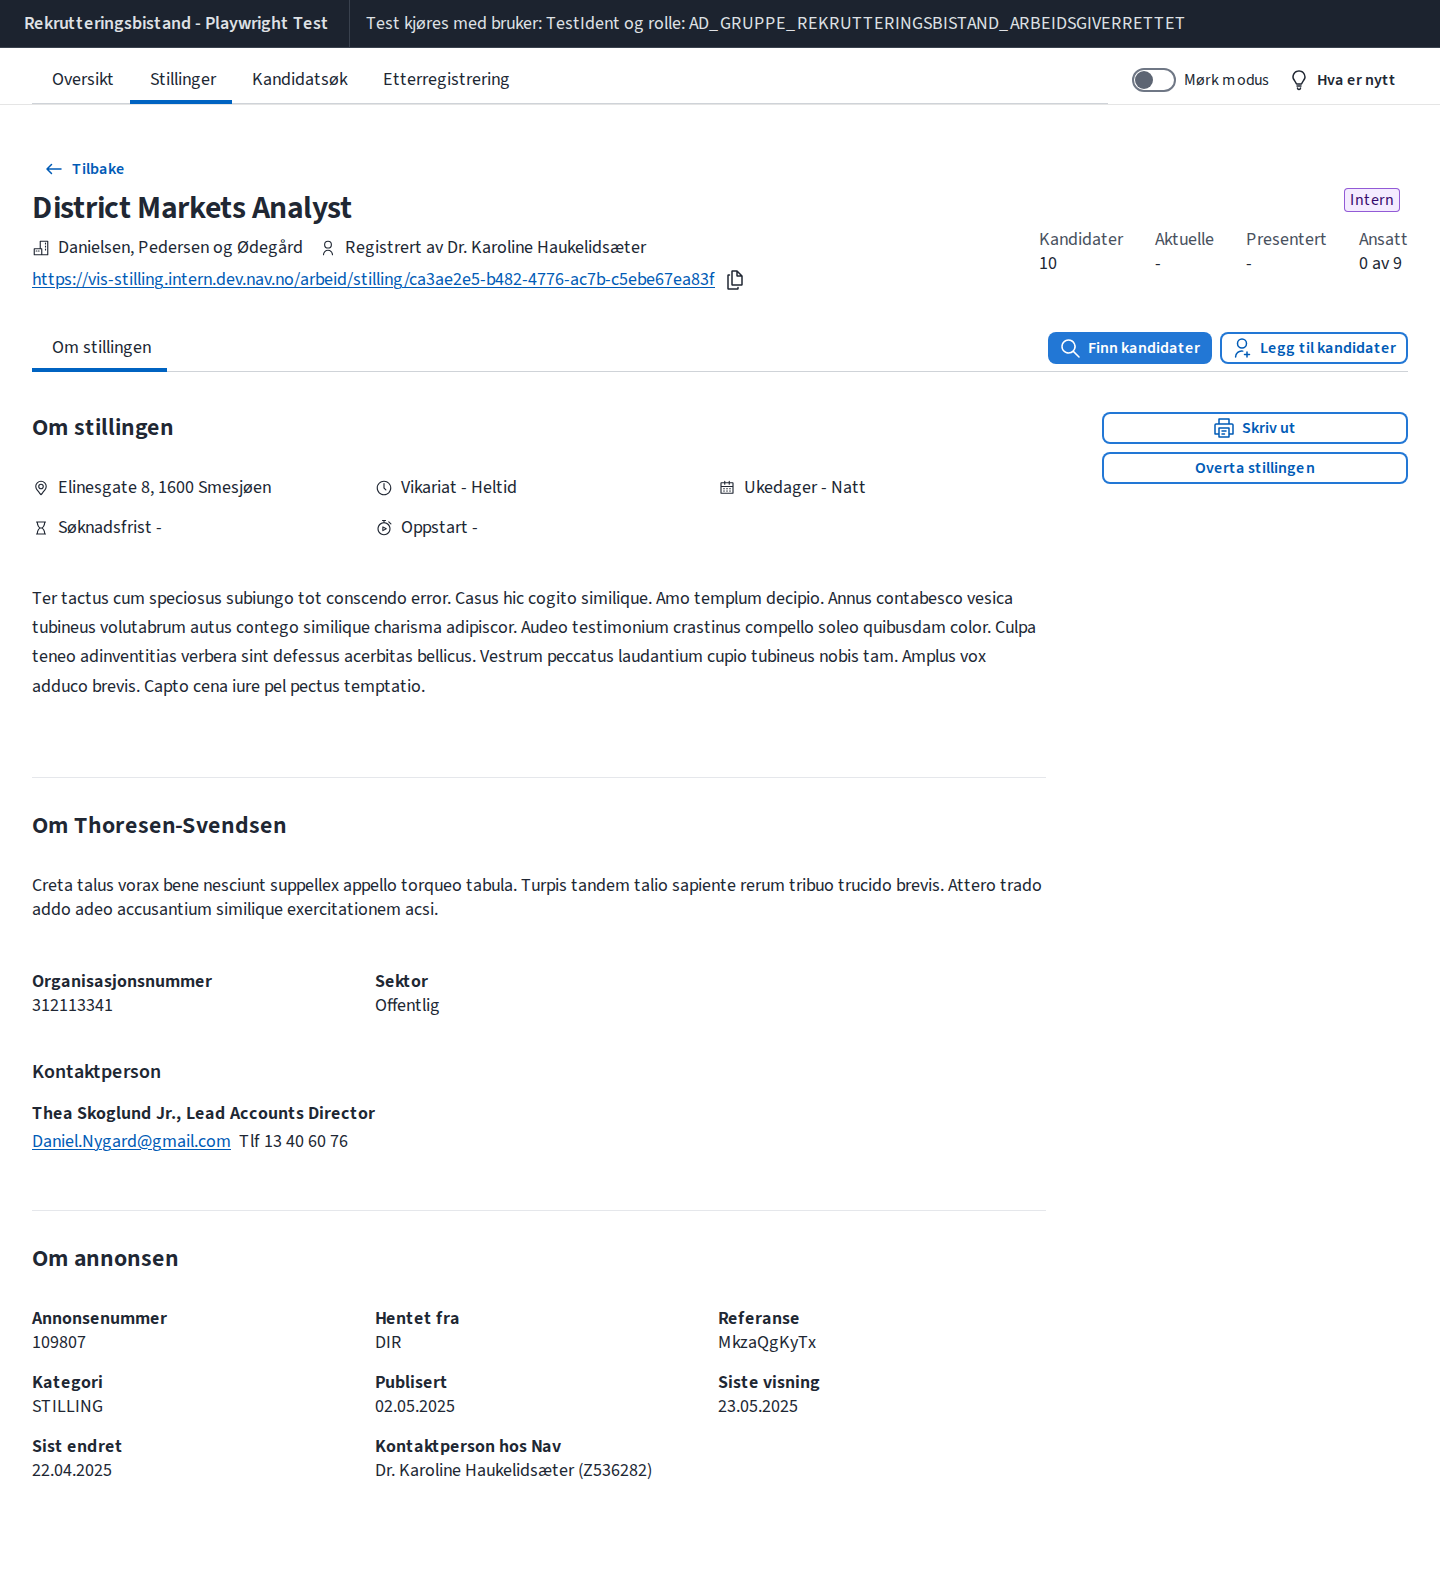 Rekrutteringsbistand - Playwright Test
Test kjøres med bruker: TestIdent og rolle: AD_GRUPPE_REKRUTTERINGSBISTAND_ARBEIDSGIVERRETTET
Oversikt
Stillinger
Kandidatsøk
Etterregistrering
Mørk modus
Hva er nytt
Tilbake
District Markets Analyst
Intern
Danielsen, Pedersen og Ødegård
Registrert av Dr. Karoline Haukelidsæter
https://vis-stilling.intern.dev.nav.no/arbeid/stilling/ca3ae2e5-b482-4776-ac7b-c5ebe67ea83f
Kandidater
10
Aktuelle
-
Presentert
-
Ansatt
0 av 9
Om stillingen
Finn kandidater
Legg til kandidater
Om stillingen
Skriv ut
Overta stillingen
Elinesgate 8, 1600 Smesjøen
Vikariat - Heltid
Ukedager - Natt
Søknadsfrist -
Oppstart -
Ter tactus cum speciosus subiungo tot conscendo error. Casus hic cogito similique. Amo templum decipio. Annus contabesco vesica
tubineus volutabrum autus contego similique charisma adipiscor. Audeo testimonium crastinus compello soleo quibusdam color. Culpa
teneo adinventitias verbera sint defessus acerbitas bellicus. Vestrum peccatus laudantium cupio tubineus nobis tam. Amplus vox
adduco brevis. Capto cena iure pel pectus temptatio.
Om Thoresen-Svendsen
Creta talus vorax bene nesciunt suppellex appello torqueo tabula. Turpis tandem talio sapiente rerum tribuo trucido brevis. Attero trado
addo adeo accusantium similique exercitationem acsi.
Organisasjonsnummer
312113341
Sektor
Offentlig
Kontaktperson
Thea Skoglund Jr., Lead Accounts Director
Daniel.Nygard@gmail.com Tlf 13 40 60 76
Om annonsen
Annonsenummer
109807
Hentet fra
DIR
Referanse
MkzaQgKyTx
Kategori
STILLING
Publisert
02.05.2025
Siste visning
23.05.2025
Sist endret
22.04.2025
Kontaktperson hos Nav
Dr. Karoline Haukelidsæter (Z536282)